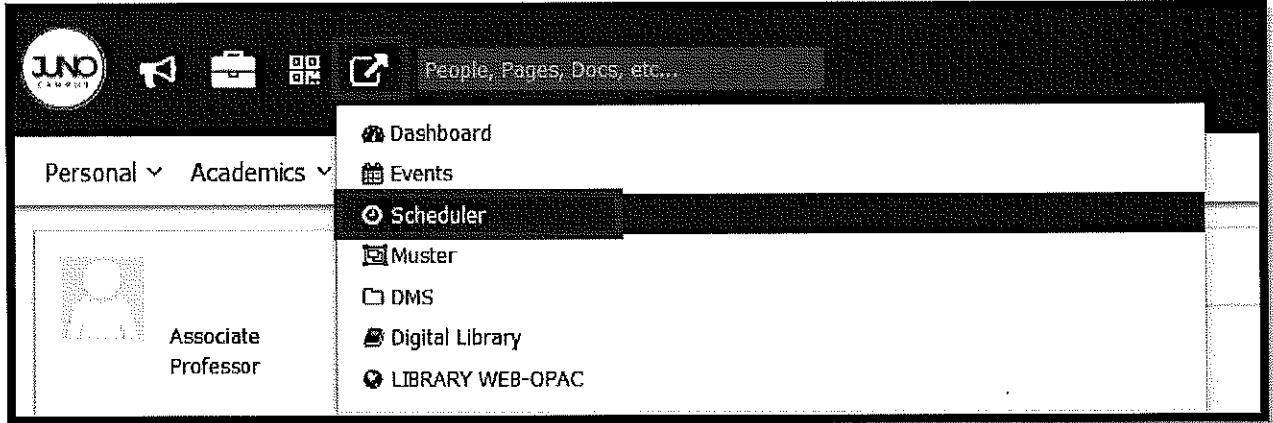 JUNO
CAMPUS
People, Pages, Docs, etc...
Personal Academics
Dashboard
Events
Scheduler
Muster
DMS
Digital Library
LIBRARY WEB-OPAC
Associate
Professor